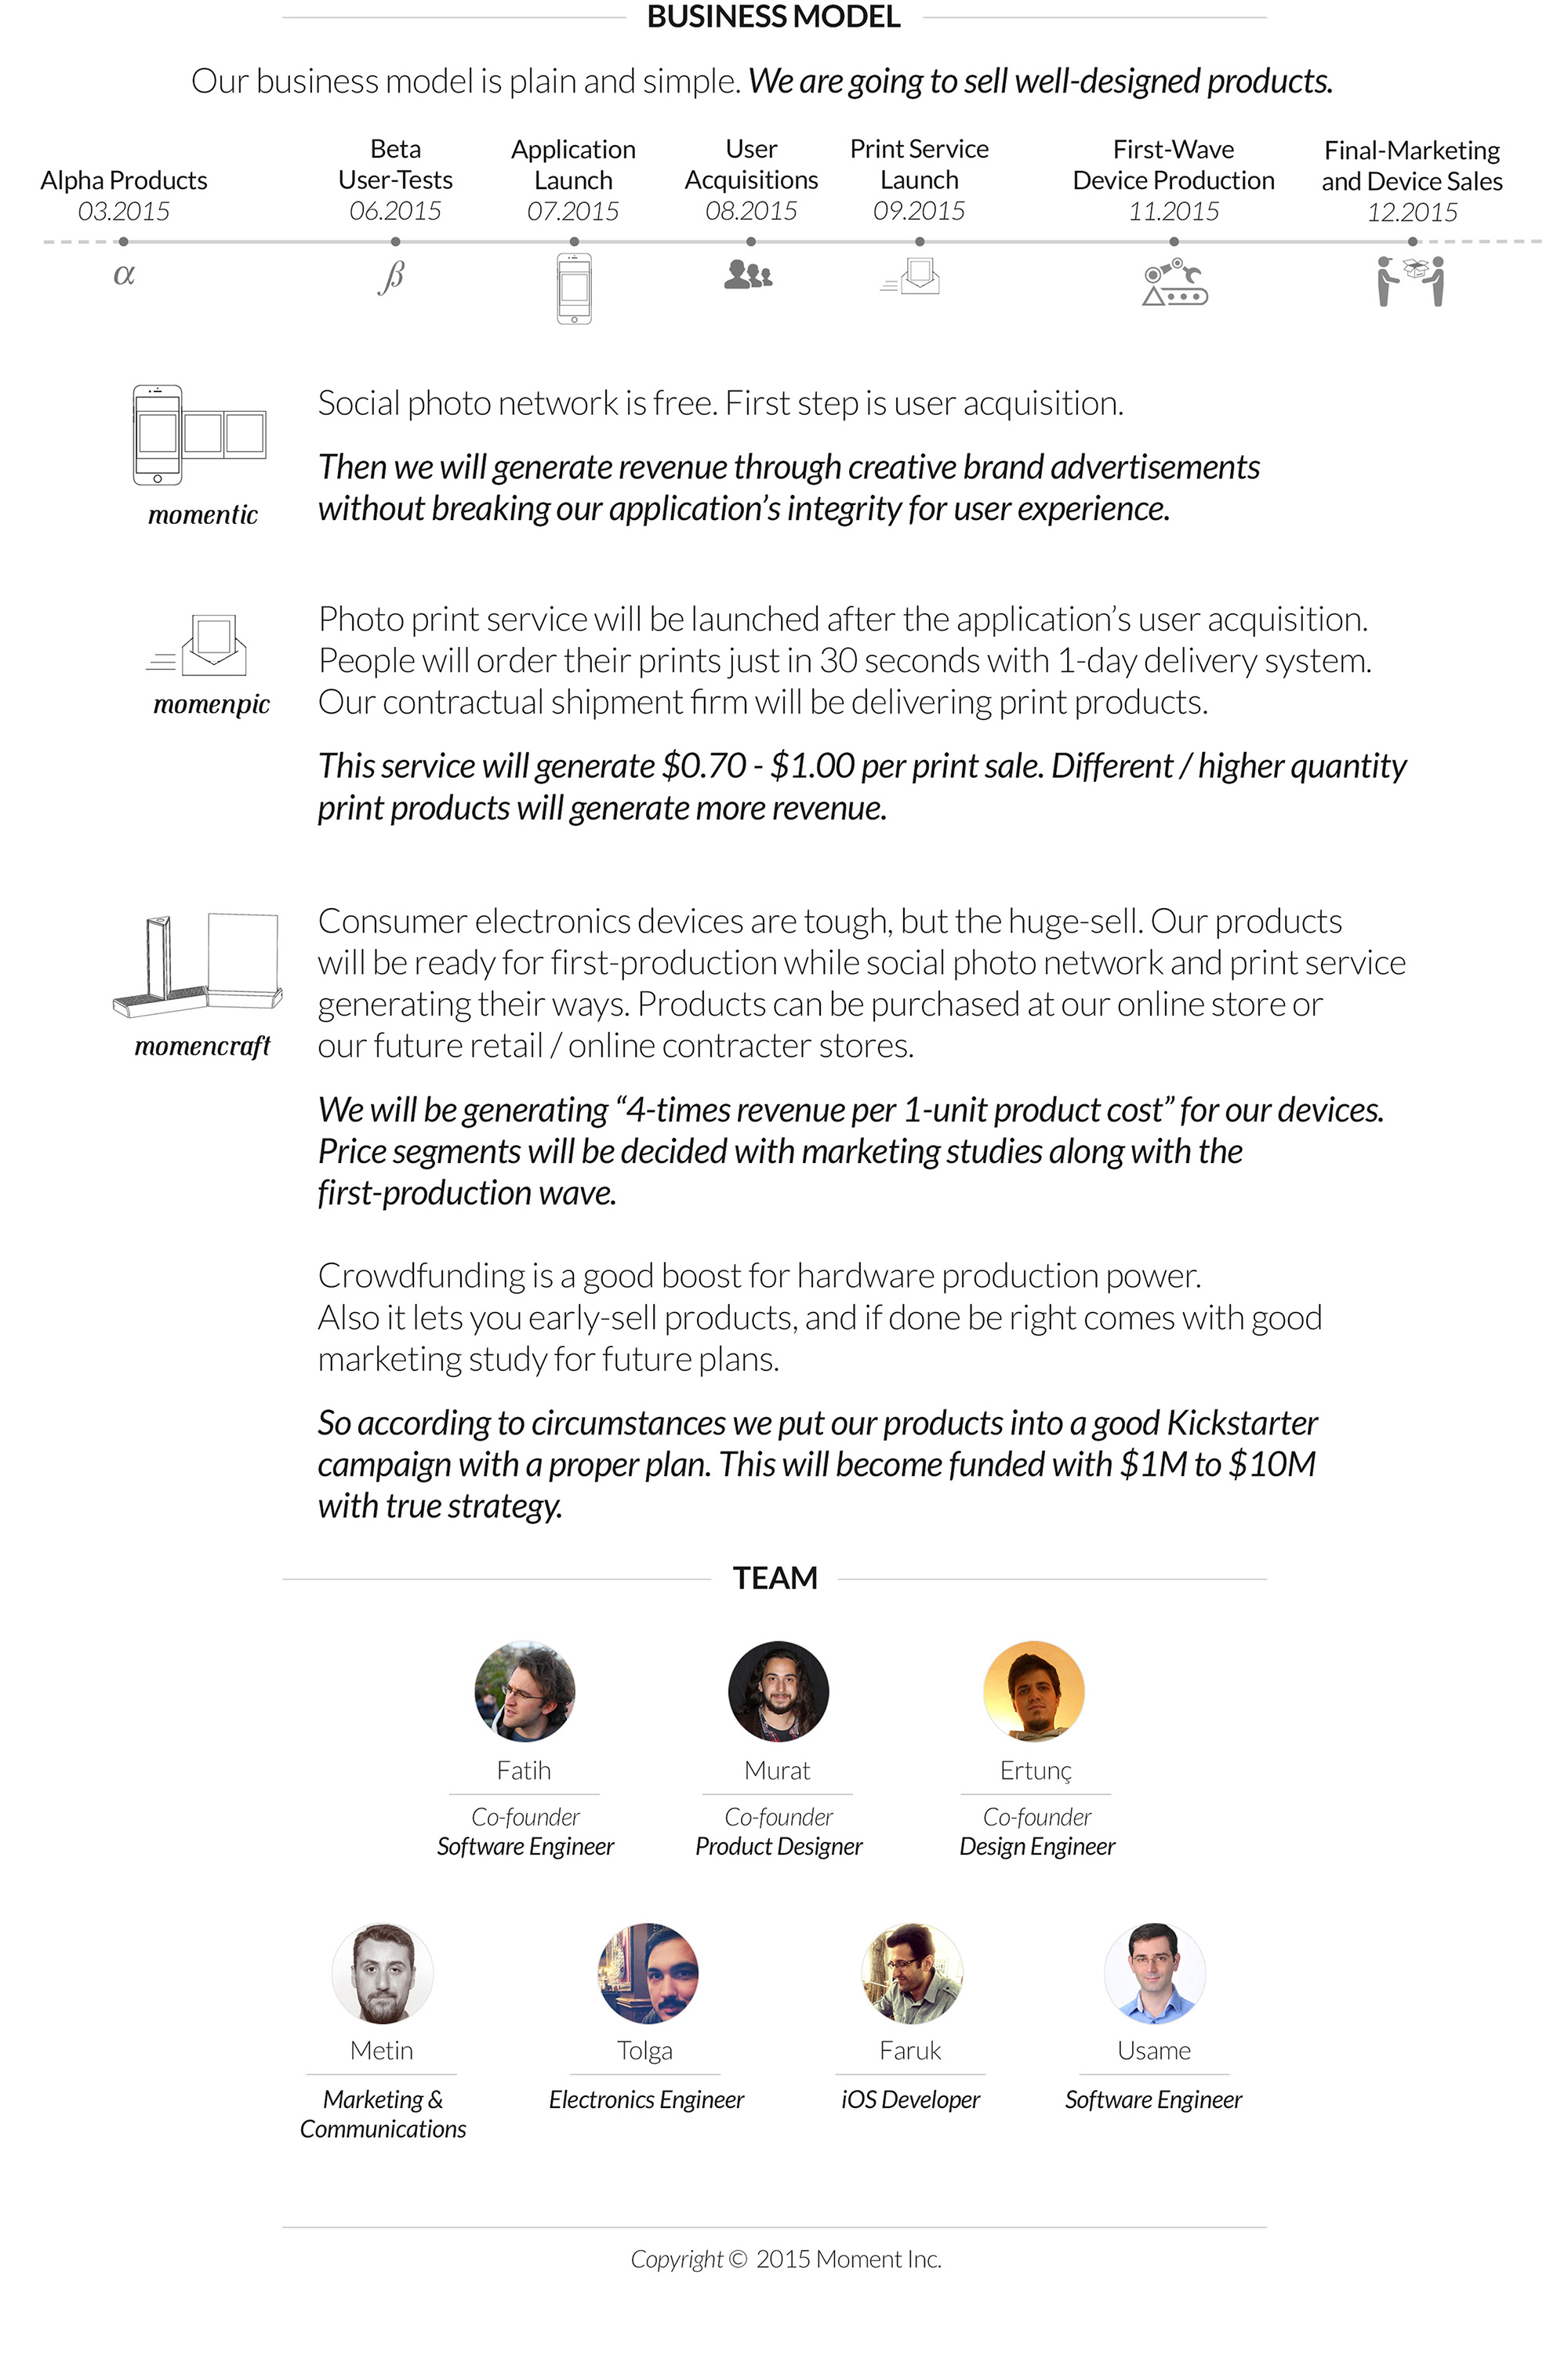 BUSINESS MODEL
Our business model is plain and simple. We are going to sell well-designed products.
Alpha Products
03.2015
Beta
User-Tests
06.2015
Application
Launch
07.2015
User
Acquisitions
08.2015
Print Service
Launch
09.2015
First-Wave
Device Production
11.2015
Final-Marketing
and Device Sales
12.2015
α
β
momentic
Social photo network is free. First step is user acquisition.
Then we will generate revenue through creative brand advertisements
without breaking our application’s integrity for user experience.
momenpic
Photo print service will be launched after the application’s user acquisition.
People will order their prints just in 30 seconds with 1-day delivery system.
Our contractual shipment firm will be delivering print products.
This service will generate $0.70 - $1.00 per print sale. Different / higher quantity
print products will generate more revenue.
momencraft
Consumer electronics devices are tough, but the huge-sell. Our products
will be ready for first-production while social photo network and print service
generating their ways. Products can be purchased at our online store or
our future retail / online contracter stores.
We will be generating “4-times revenue per 1-unit product cost” for our devices.
Price segments will be decided with marketing studies along with the
first-production wave.
Crowdfunding is a good boost for hardware production power.
Also it lets you early-sell products, and if done be right comes with good
marketing study for future plans.
So according to circumstances we put our products into a good Kickstarter
campaign with a proper plan. This will become funded with $1M to $10M
with true strategy.
TEAM
Fatih
Co-founder
Software Engineer
Murat
Co-founder
Product Designer
Ertunç
Co-founder
Design Engineer
Metin
Marketing &
Communications
Tolga
Electronics Engineer
Faruk
iOS Developer
Usame
Software Engineer
Copyright © 2015 Moment Inc.